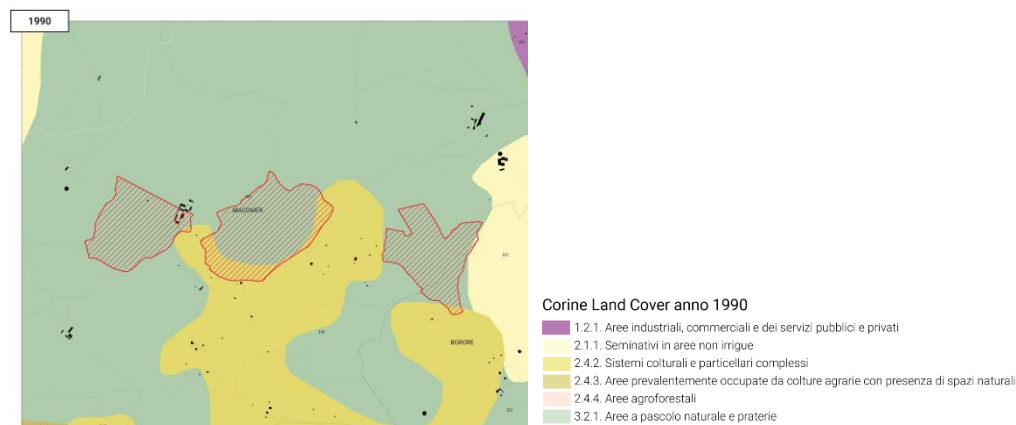 1990
MACOMER
242
BORORE
Corine Land Cover anno 1990
1.2.1. Aree industriali, commerciali e dei servizi pubblici e privati
2.1.1. Seminativi in aree non irrigue
2.4.2. Sistemi colturali e particellari complessi
2.4.3. Aree prevalentemente occupate da colture agrarie con presenza di spazi naturali
2.4.4. Aree agroforestali
3.2.1. Aree a pascolo naturale e praterie